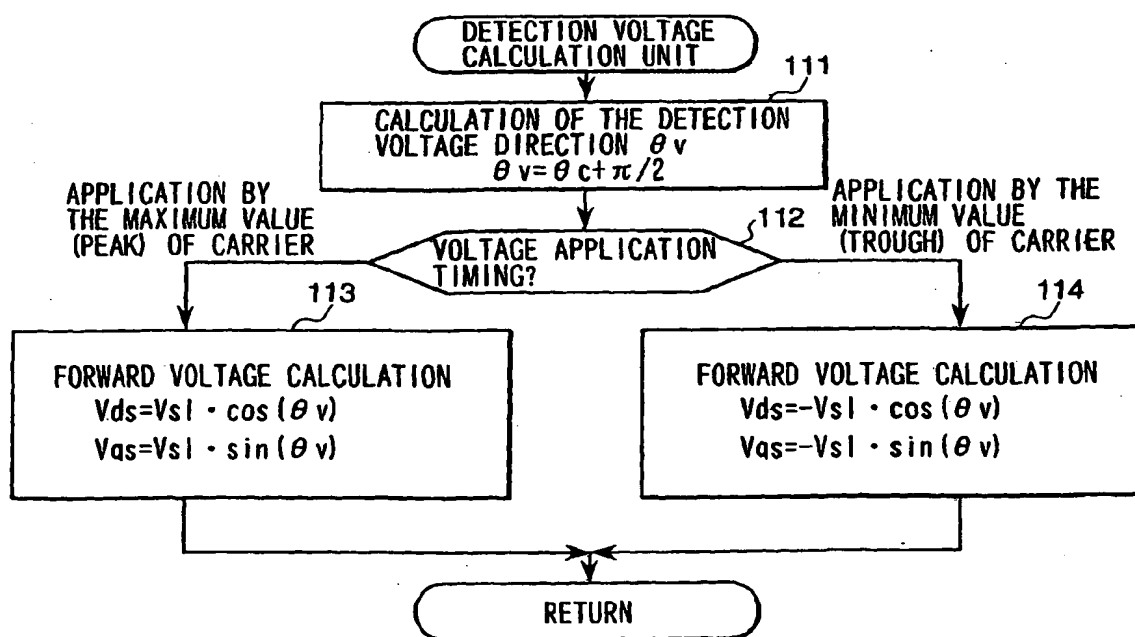 DETECTION VOLTAGE
CALCULATION UNIT
111
CALCULATION OF THE DETECTION
VOLTAGE DIRECTION θv
θv=θc+π/2
APPLICATION BY
THE MAXIMUM VALUE
(PEAK) OF CARRIER
112
VOLTAGE APPLICATION
TIMING?
APPLICATION BY THE
MINIMUM VALUE
(TROUGH) OF CARRIER
113
FORWARD VOLTAGE CALCULATION
Vds=Vsl・cos(θv)
Vqs=Vsl・sin(θv)
114
FORWARD VOLTAGE CALCULATION
Vds=-Vsl・cos(θv)
Vqs=-Vsl・sin(θv)
RETURN